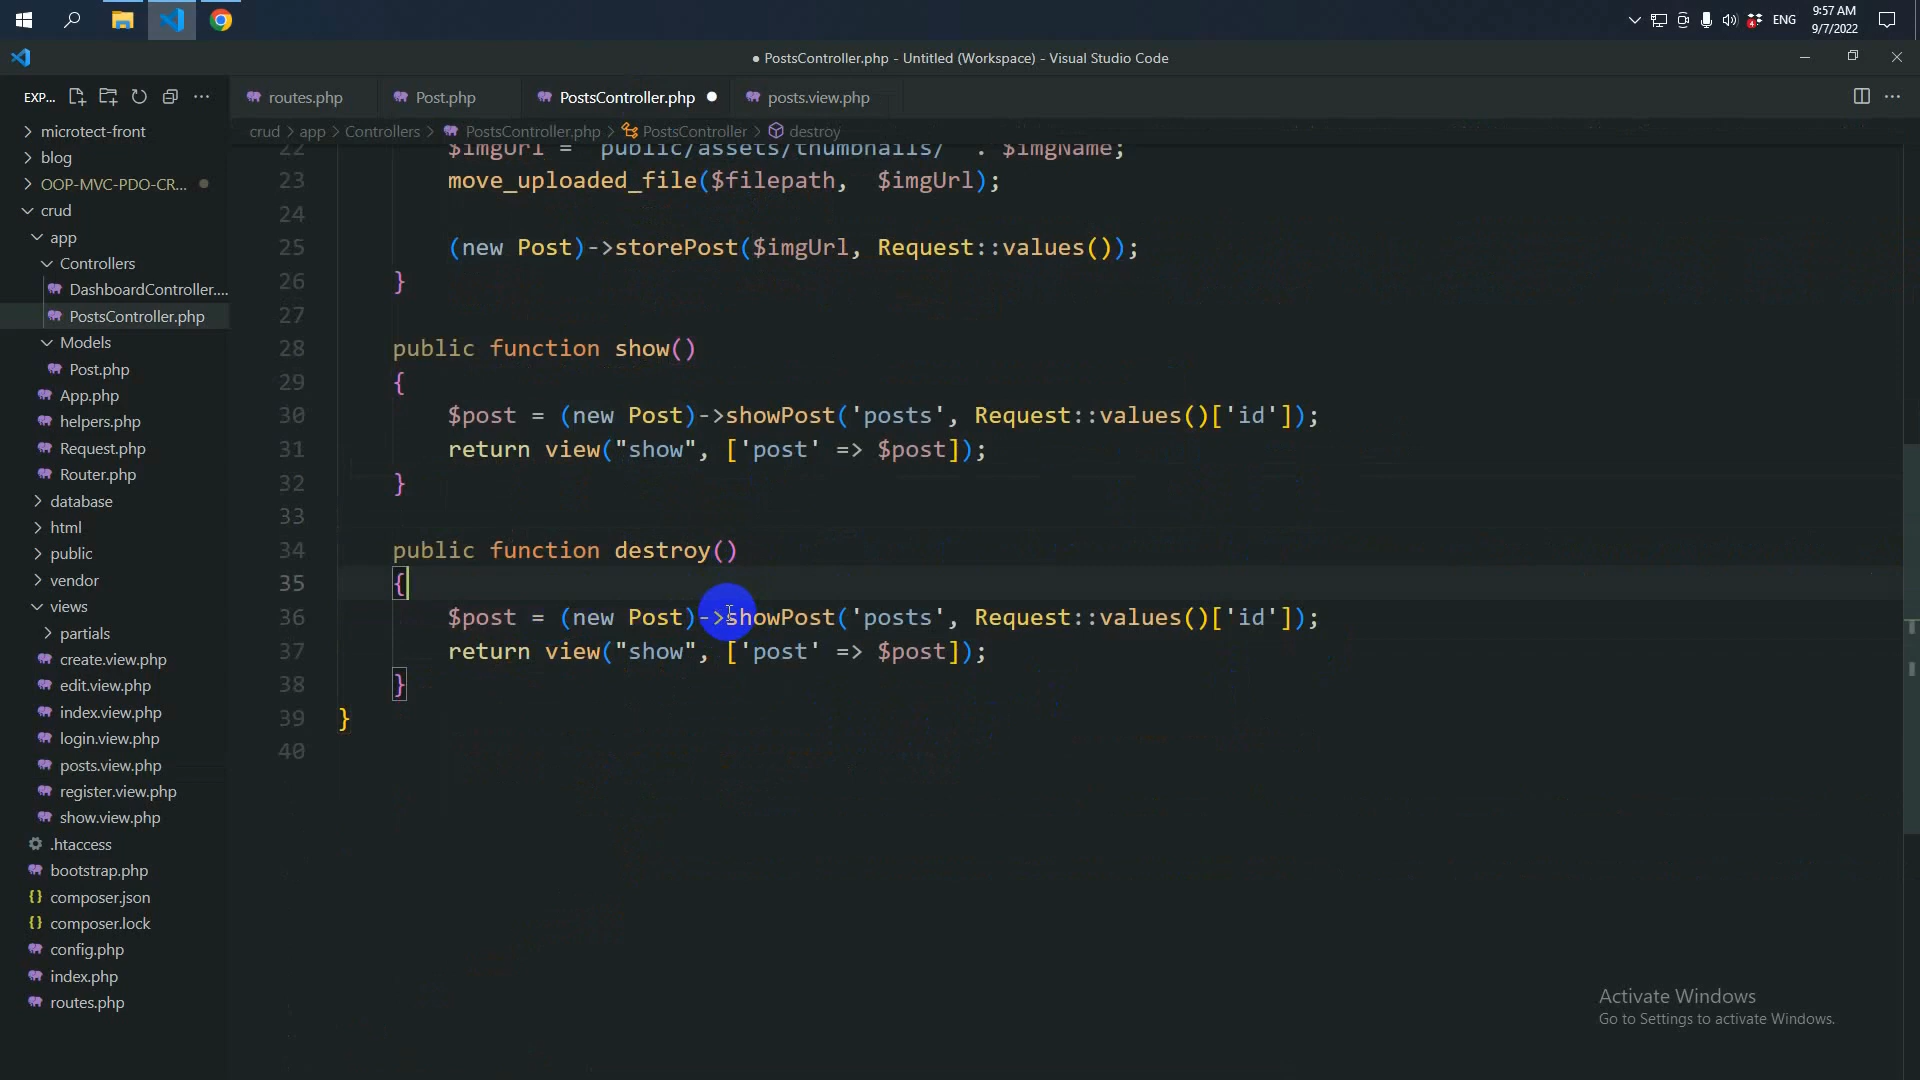 ENG
9:57 AM
9/7/2022
● PostsController.php - Untitled (Workspace) - Visual Studio Code
EXP...
routes.php
Post.php
PostsController.php ●
posts.view.php
crud > app > Controllers > PostsController.php > PostsController > destroy
microtect-front
blog
OOP-MVC-PDO-CR...
crud
app
Controllers
DashboardController....
PostsController.php
Models
Post.php
App.php
helpers.php
Request.php
Router.php
database
html
public
vendor
views
partials
create.view.php
edit.view.php
index.view.php
login.view.php
posts.view.php
register.view.php
show.view.php
.htaccess
bootstrap.php
composer.json
composer.lock
config.php
index.php
routes.php
22 $imgUrl = "public/assets/thumbnails/" . $imgName;
23 move_uploaded_file($filepath,  $imgUrl);
24
25 (new Post)->storePost($imgUrl, Request::values());
26 }
27
28 public function show()
29 {
30 $post = (new Post)->showPost('posts', Request::values()['id']);
31 return view("show", ['post' => $post]);
32 }
33
34 public function destroy()
35 {
36 $post = (new Post)->showPost('posts', Request::values()['id']);
37 return view("show", ['post' => $post]);
38 }
39 }
40
Activate Windows
Go to Settings to activate Windows.